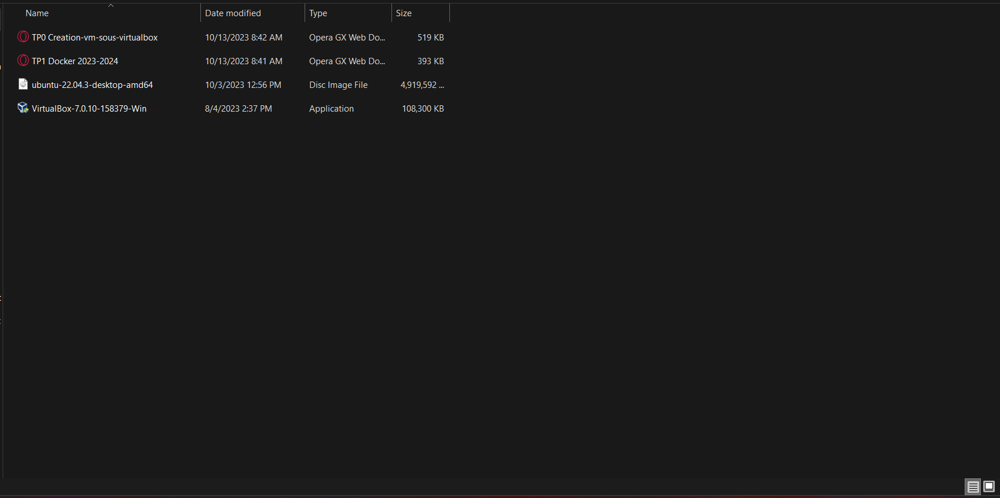 Name Date modified Type Size
TP0 Creation-vm-sous-virtualbox 10/13/2023 8:42 AM Opera GX Web Do... 519 KB
TP1 Docker 2023-2024 10/13/2023 8:41 AM Opera GX Web Do... 393 KB
ubuntu-22.04.3-desktop-amd64 10/3/2023 12:56 PM Disc Image File 4,919,592 ...
VirtualBox-7.0.10-158379-Win 8/4/2023 2:37 PM Application 108,300 KB